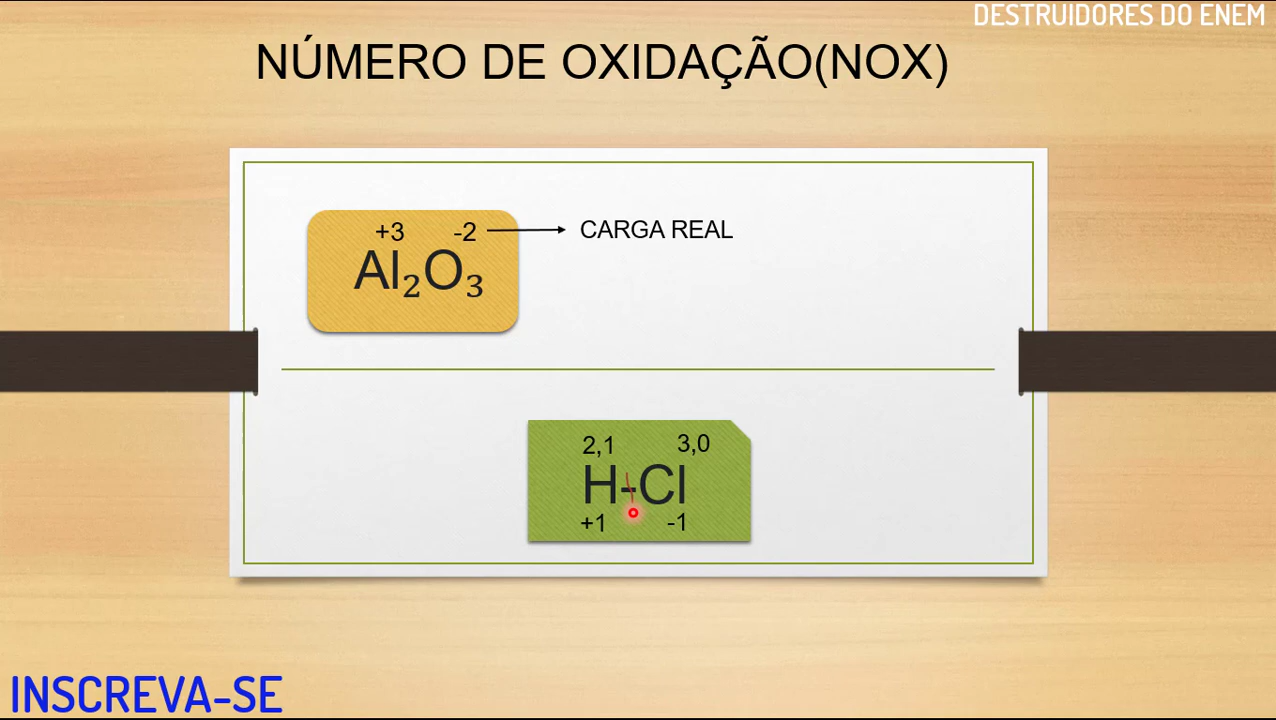 DESTRUIDORES DO ENEM
NÚMERO DE OXIDAÇÃO(NOX)
+3 -2 CARGA REAL
Al₂O₃
2,1 3,0
H-Cl
+1 -1
INSCREVA-SE